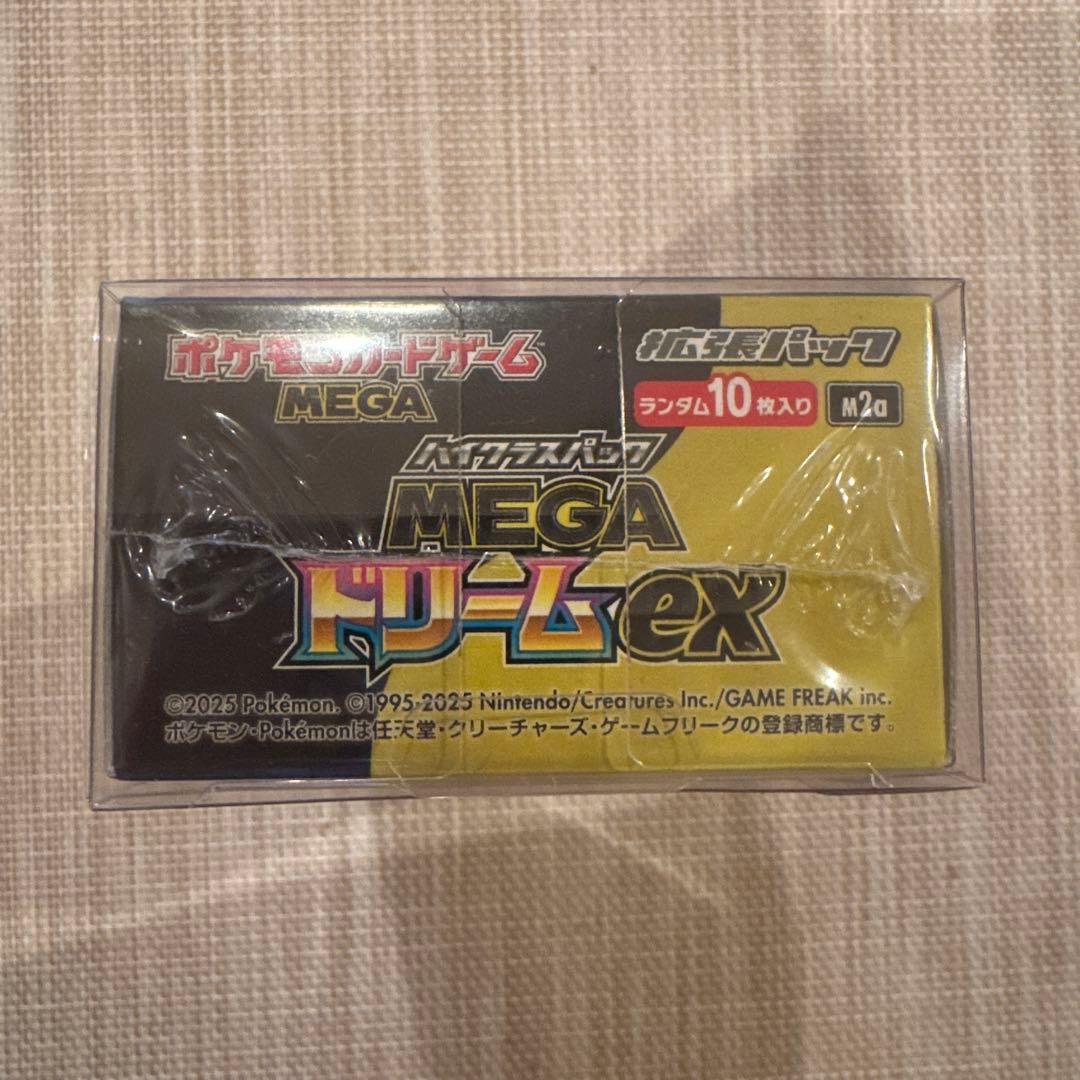 ポケモンカードゲーム
MEGA
拡張パック
ランダム10枚入り M2a
ハイクラスパック
MEGA
ドリームex
©2025 Pokémon. ©1995-2025 Nintendo/Creatures Inc./GAME FREAK inc.
ポケモン・Pokémonは任天堂・クリーチャーズ・ゲームフリークの登録商標です。